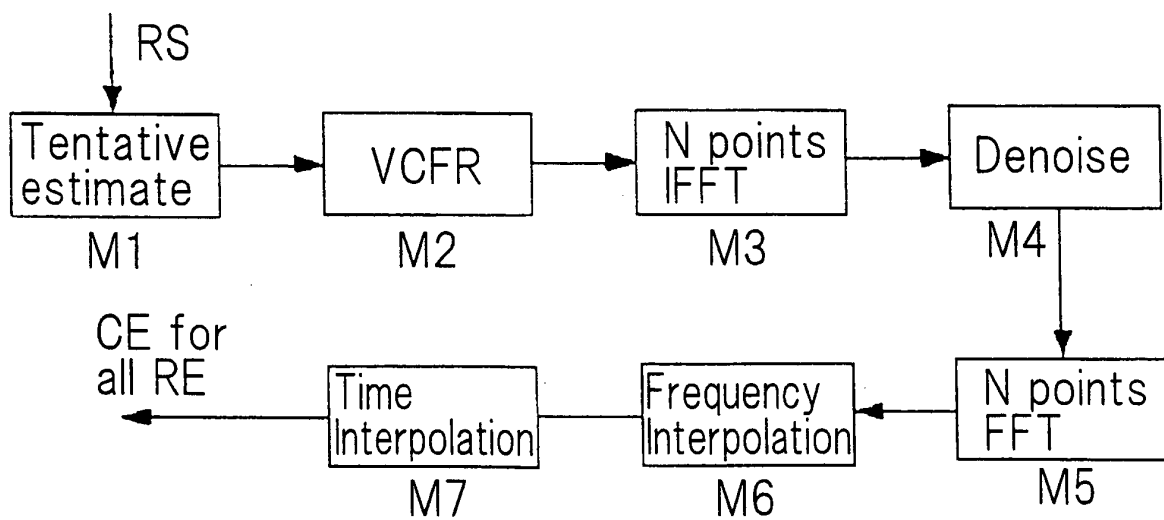 RS
Tentative
estimate
M1
VCFR
M2
N points
IFFT
M3
Denoise
M4
N points
FFT
M5
Frequency
Interpolation
M6
Time
Interpolation
M7
CE for
all RE